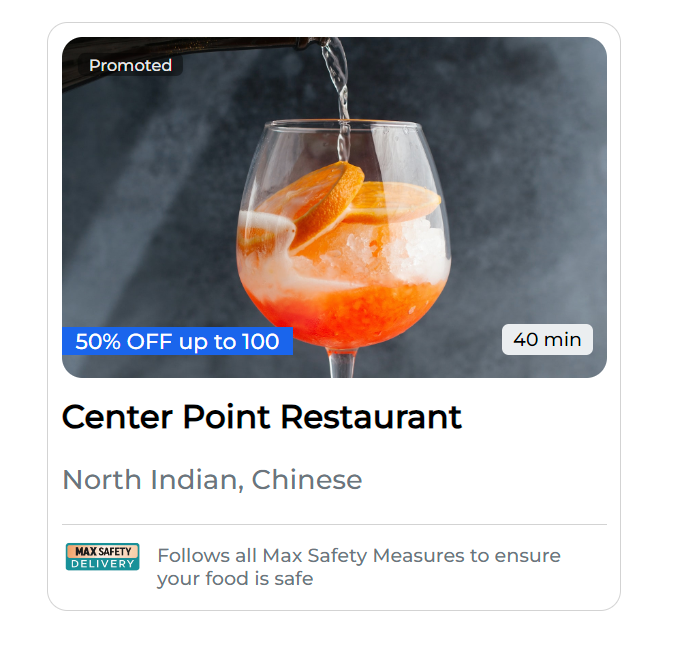 Promoted
50% OFF up to 100
40 min
Center Point Restaurant
North Indian, Chinese
MAX SAFETY
DELIVERY
Follows all Max Safety Measures to ensure
your food is safe